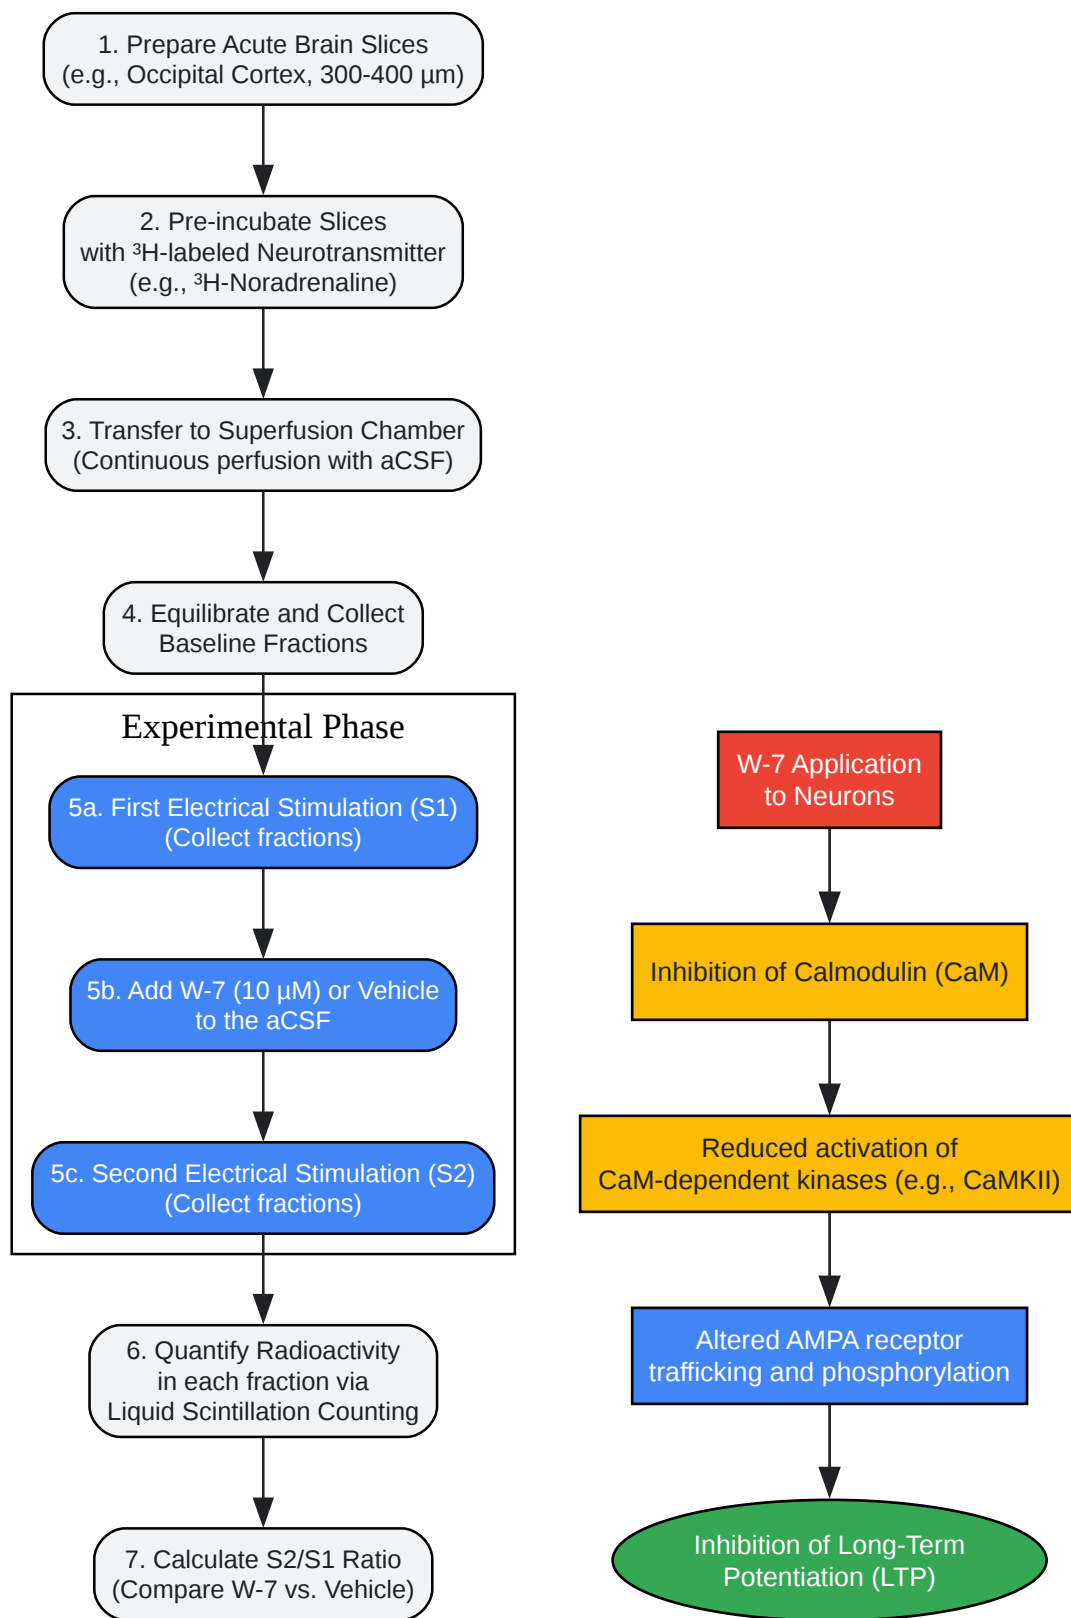 1. Prepare Acute Brain Slices
(e.g., Occipital Cortex, 300-400 µm)
2. Pre-incubate Slices
with ³H-labeled Neurotransmitter
(e.g., ³H-Noradrenaline)
3. Transfer to Superfusion Chamber
(Continuous perfusion with aCSF)
4. Equilibrate and Collect
Baseline Fractions
Experimental Phase
5a. First Electrical Stimulation (S1)
(Collect fractions)
5b. Add W-7 (10 µM) or Vehicle
to the aCSF
5c. Second Electrical Stimulation (S2)
(Collect fractions)
6. Quantify Radioactivity
in each fraction via
Liquid Scintillation Counting
7. Calculate S2/S1 Ratio
(Compare W-7 vs. Vehicle)
W-7 Application
to Neurons
Inhibition of Calmodulin (CaM)
Reduced activation of
CaM-dependent kinases (e.g., CaMKII)
Altered AMPA receptor
trafficking and phosphorylation
Inhibition of Long-Term
Potentiation (LTP)